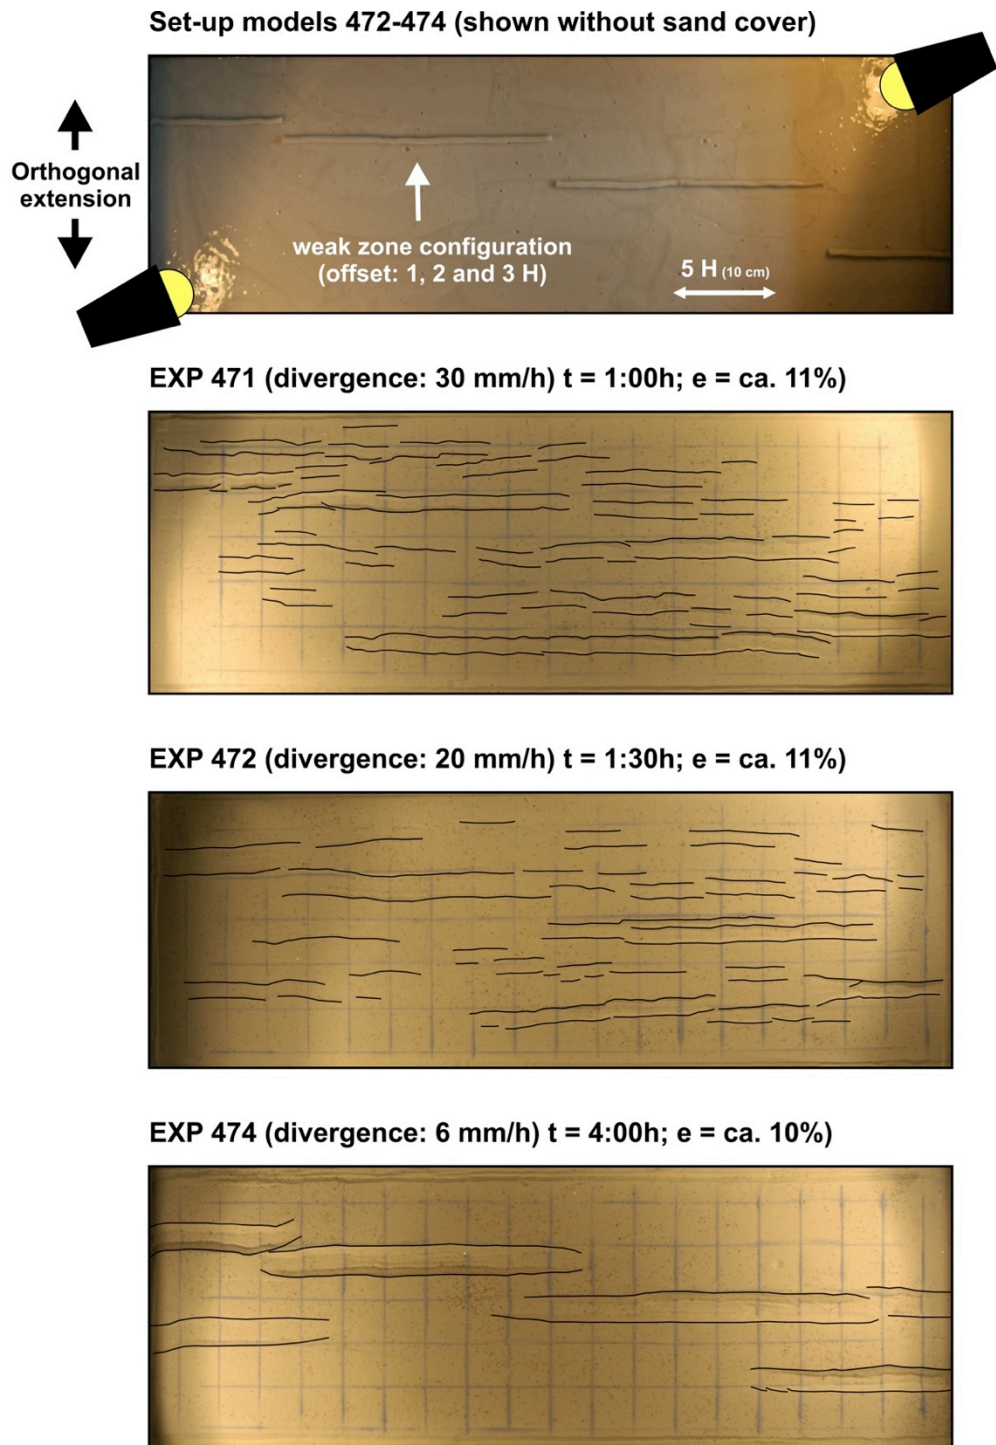 Set-up models 472-474 (shown without sand cover)
Orthogonal
extension
weak zone configuration
(offset: 1, 2 and 3 H)
5 H (10 cm)
EXP 471 (divergence: 30 mm/h) t = 1:00h; e = ca. 11%)
EXP 472 (divergence: 20 mm/h) t = 1:30h; e = ca. 11%)
EXP 474 (divergence: 6 mm/h) t = 4:00h; e = ca. 10%)